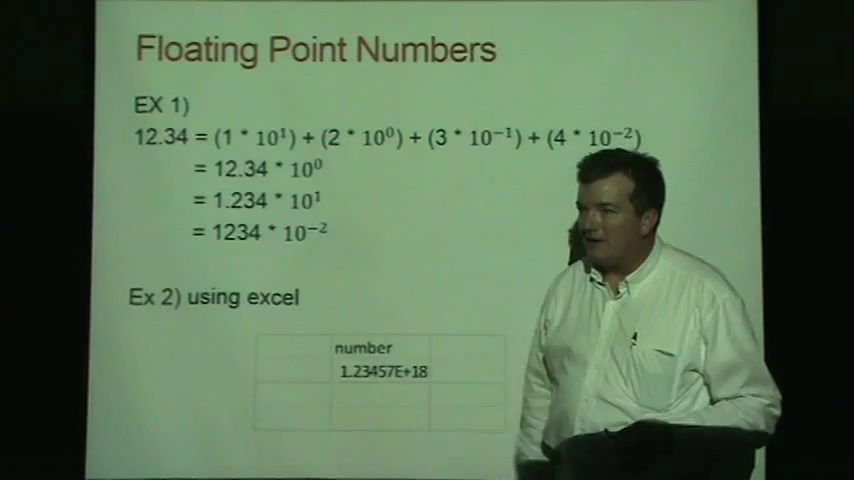 Floating Point Numbers
EX 1)
12.34 = (1 * 10¹) + (2 * 10⁰) + (3 * 10⁻¹) + (4 * 10⁻²)
= 12.34 * 10⁰
= 1.234 * 10¹
= 1234 * 10⁻²
Ex 2) using excel
number
1.23457E+18